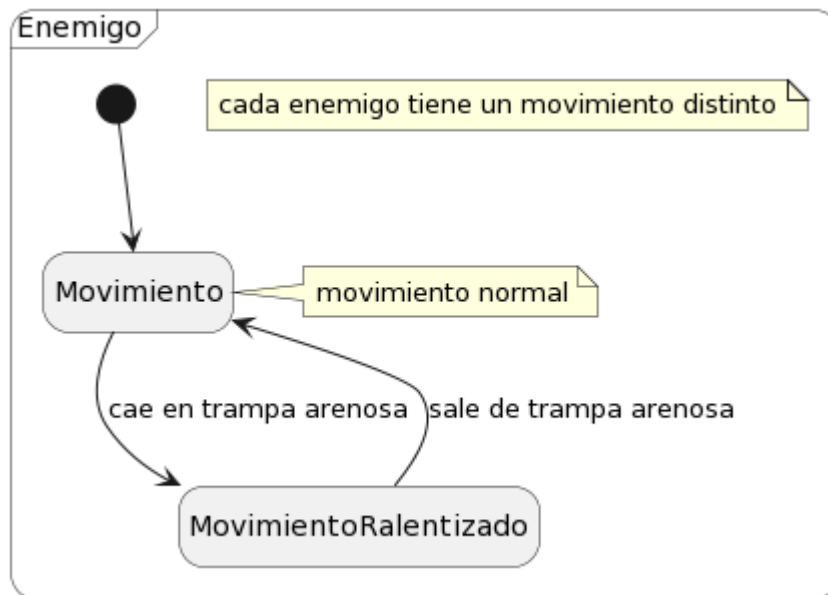 Enemigo
cada enemigo tiene un movimiento distinto
Movimiento
movimiento normal
cae en trampa arenosa
sale de trampa arenosa
MovimientoRalentizado